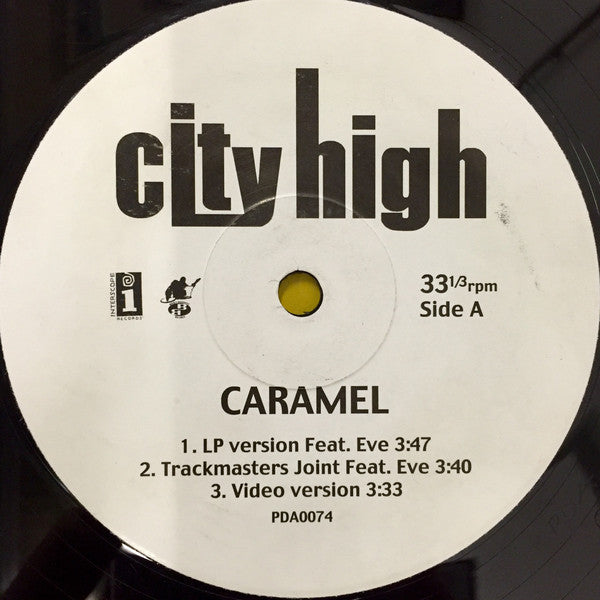 city high
i
INTERSCOPE
RECORDS
33 1/3 rpm
Side A
CARAMEL
1. LP version Feat. Eve 3:47
2. Trackmasters Joint Feat. Eve 3:40
3. Video version 3:33
PDA0074